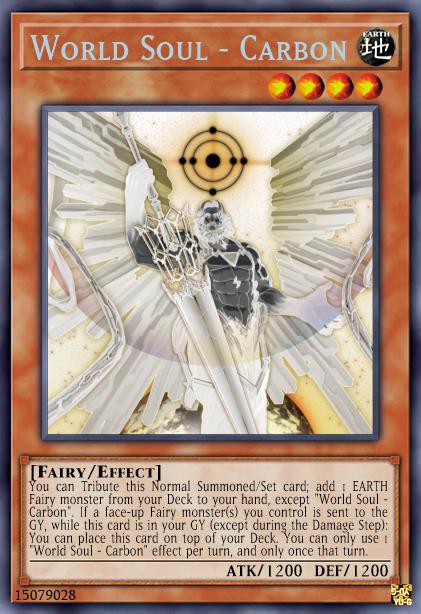 World Soul - Carbon
EARTH
地
[Fairy/Effect]
You can Tribute this Normal Summoned/Set card; add 1 EARTH
Fairy monster from your Deck to your hand, except "World Soul -
Carbon". If a face-up Fairy monster(s) you control is sent to the
GY, while this card is in your GY (except during the Damage Step):
You can place this card on top of your Deck. You can only use 1
"World Soul - Carbon" effect per turn, and only once that turn.
ATK/1200 DEF/1200
15079028